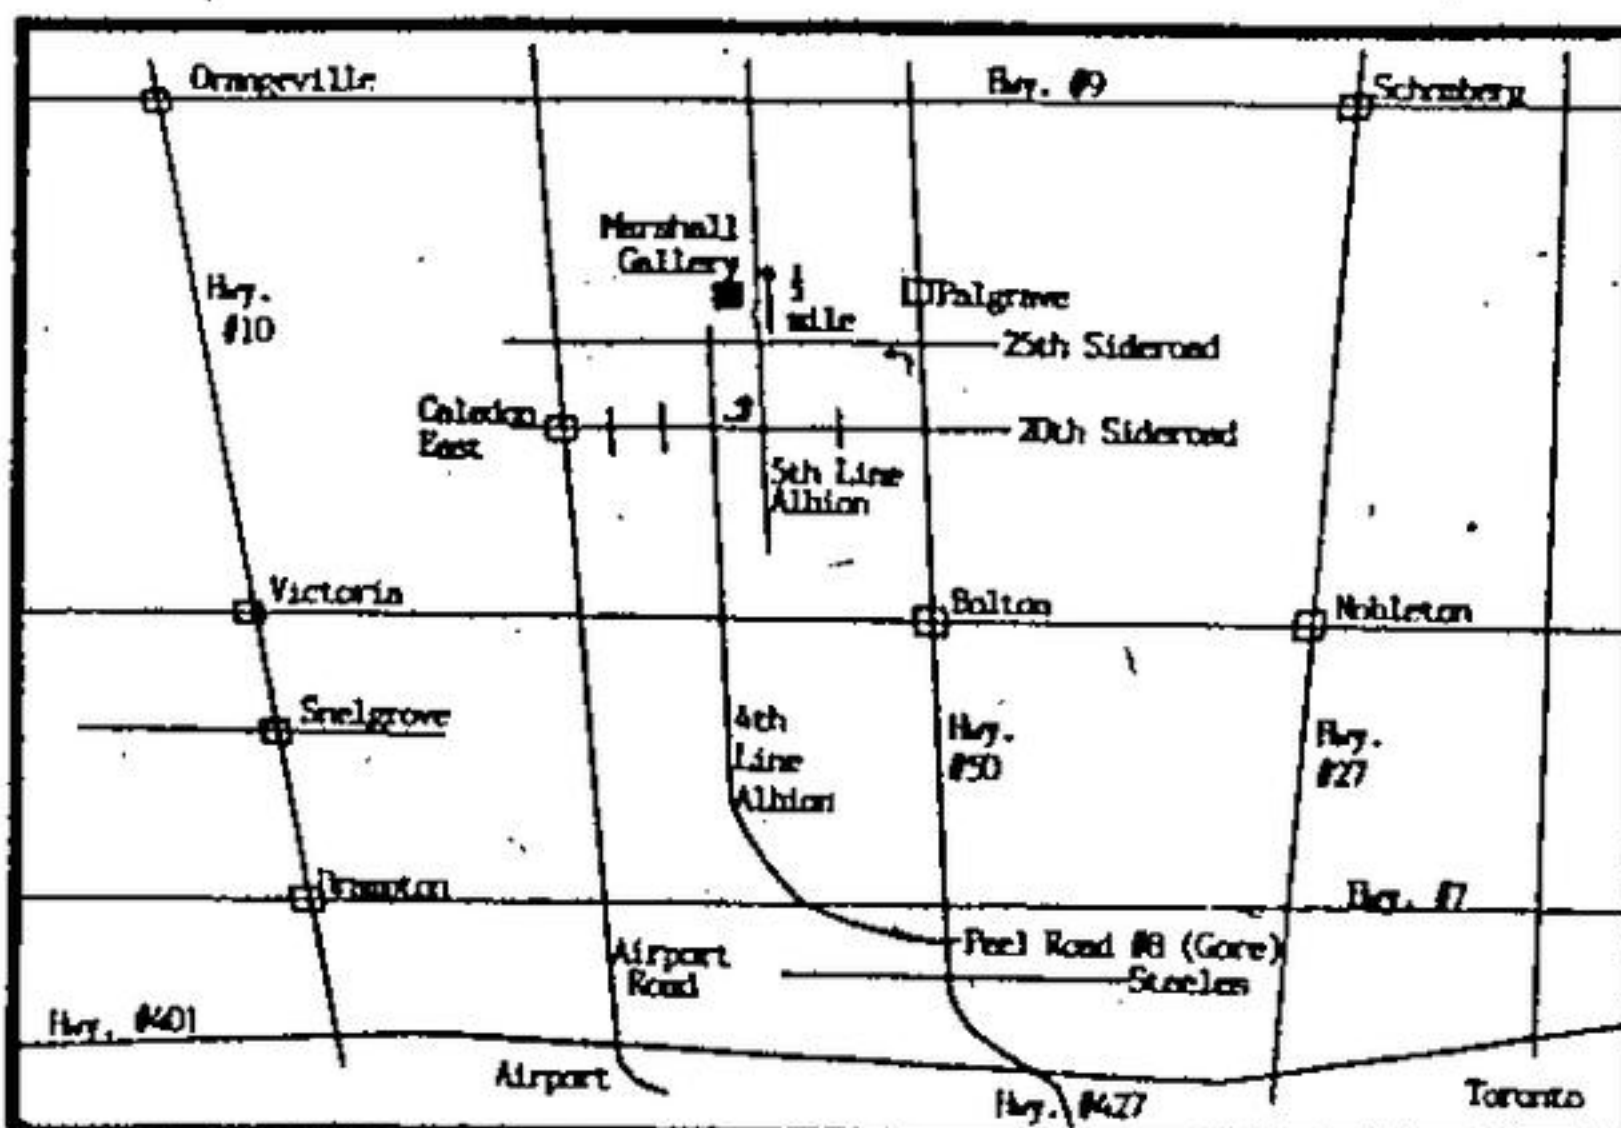 Orangeville
Hwy. #9
Schomberg
Marshall
Gallery
½
mile
Hwy.
#10
Palgrave
25th Sideroad
Caledon
East
20th Sideroad
5th Line
Albion
Victoria
Bolton
Nobleton
Snelgrove
4th
Line
Albion
Hwy.
#50
Hwy.
#27
Brampton
Hwy. #7
Airport
Road
Peel Road #8 (Gore)
Steeles
Hwy. #401
Airport
Hwy. #427
Toronto